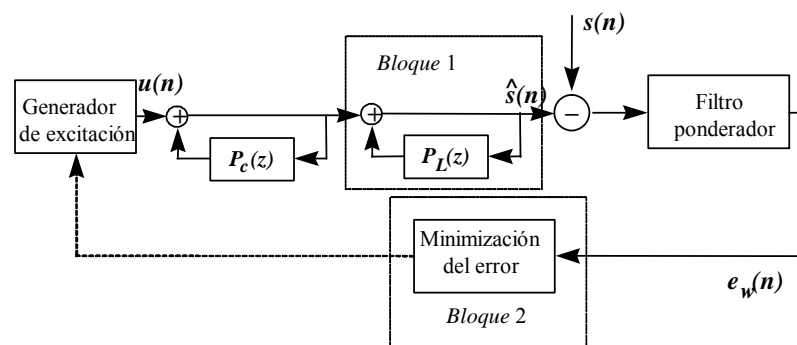 s(n)
Bloque 1
u(n)
ŝ(n)
Generador
de excitación
+
+
−
Filtro
ponderador
P_c(z)
P_L(z)
Minimización
del error
e_w(n)
Bloque 2